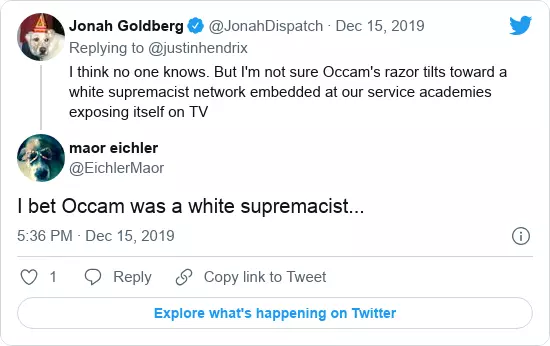 Jonah Goldberg @JonahDispatch · Dec 15, 2019
Replying to @justinhendrix
I think no one knows. But I'm not sure Occam's razor tilts toward a
white supremacist network embedded at our service academies
exposing itself on TV
maor eichler
@EichlerMaor
I bet Occam was a white supremacist...
5:36 PM · Dec 15, 2019
1 Reply Copy link to Tweet
Explore what's happening on Twitter